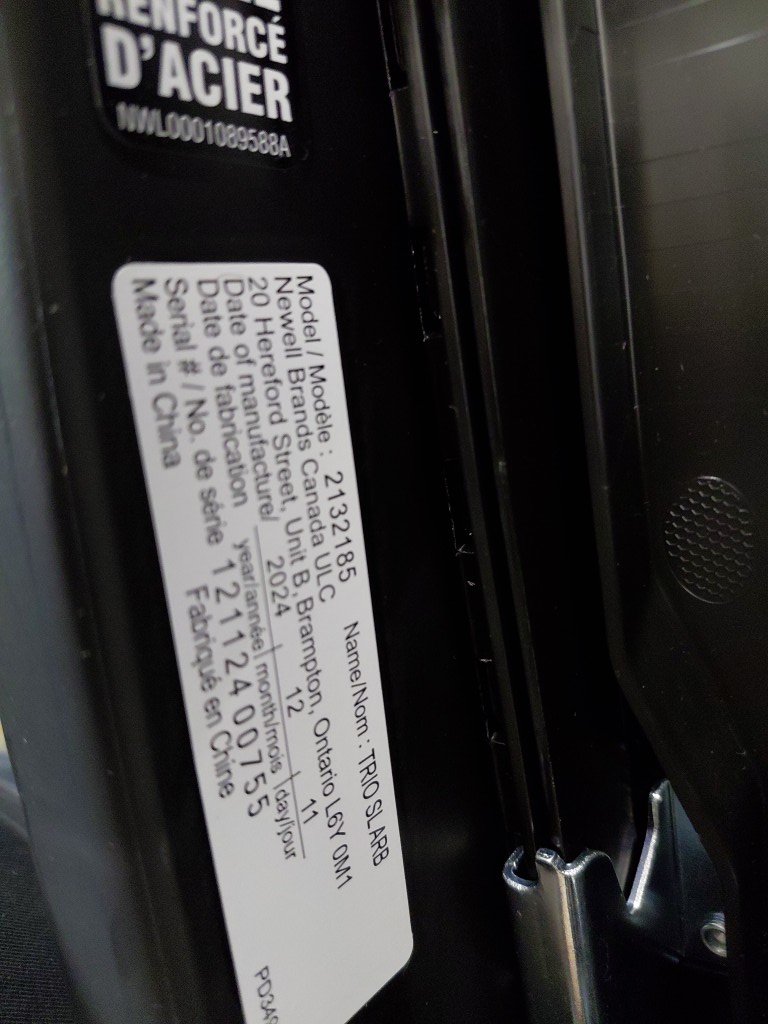 RENFORCÉ
D'ACIER
NWL0001089588A
Model / Modèle : 2132185 Name/Nom : TRIO SL ARB
Newell Brands Canada ULC
20 Hereford Street, Unit B, Brampton, Ontario L6Y 0M1
Date of manufacture/ 2024 12 11
Date de fabrication year/année month/mois day/jour
Serial # / No. de série 121124 00755
Made in China Fabriqué en Chine